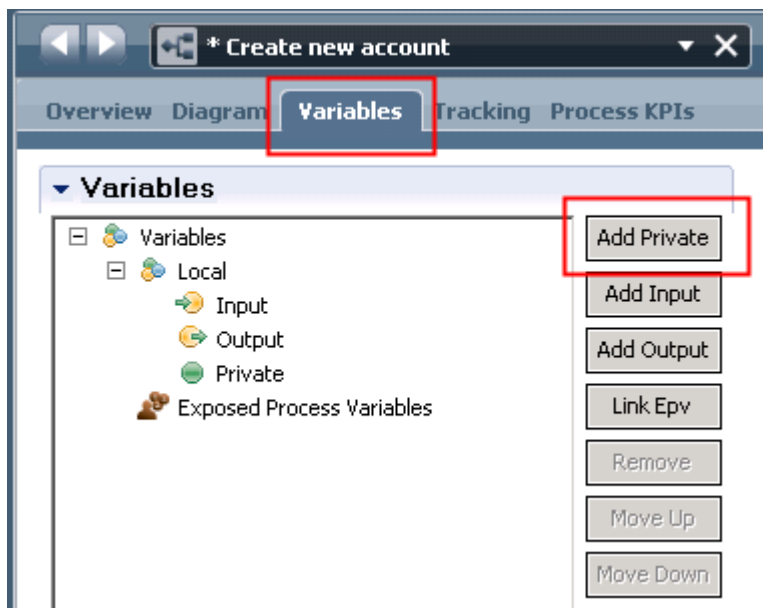 * Create new account
Overview Diagram Variables Tracking Process KPIs
Variables
Variables
Local
Input
Output
Private
Exposed Process Variables
Add Private
Add Input
Add Output
Link Epv
Remove
Move Up
Move Down